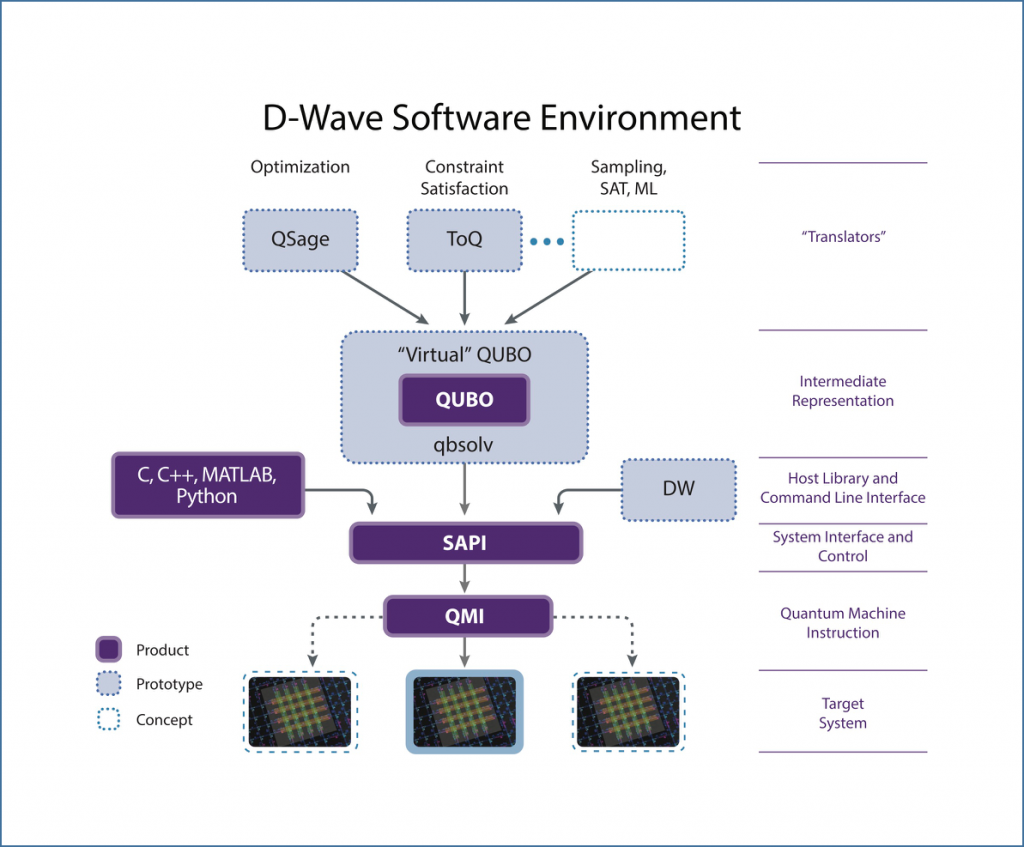 D-Wave Software Environment
Optimization
Constraint
Satisfaction
Sampling,
SAT, ML
QSage
ToQ
“Translators”
“Virtual” QUBO
QUBO
qbsolv
Intermediate
Representation
C, C++, MATLAB,
Python
DW
Host Library and
Command Line Interface
SAPI
System Interface and
Control
QMI
Quantum Machine
Instruction
Product
Prototype
Concept
Target
System